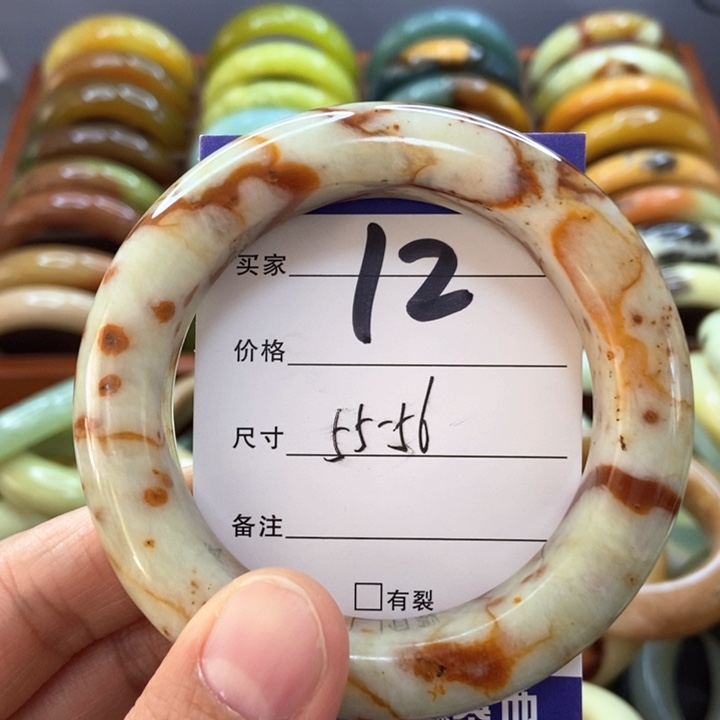 买家 12
价格
尺寸 55-56
备注
□有裂